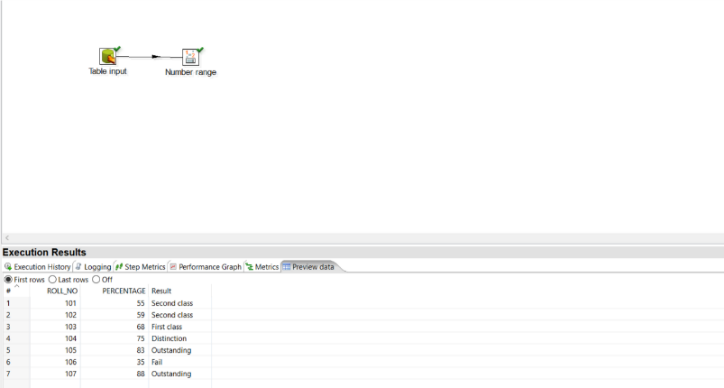 Table input Number range
Execution Results
Execution History Logging Step Metrics Performance Graph Metrics Preview data
First rows Last rows Off
# ROLL_NO PERCENTAGE Result
1 101 55 Second class
2 102 59 Second class
3 103 68 First class
4 104 75 Distinction
5 105 83 Outstanding
6 106 35 Fail
7 107 88 Outstanding